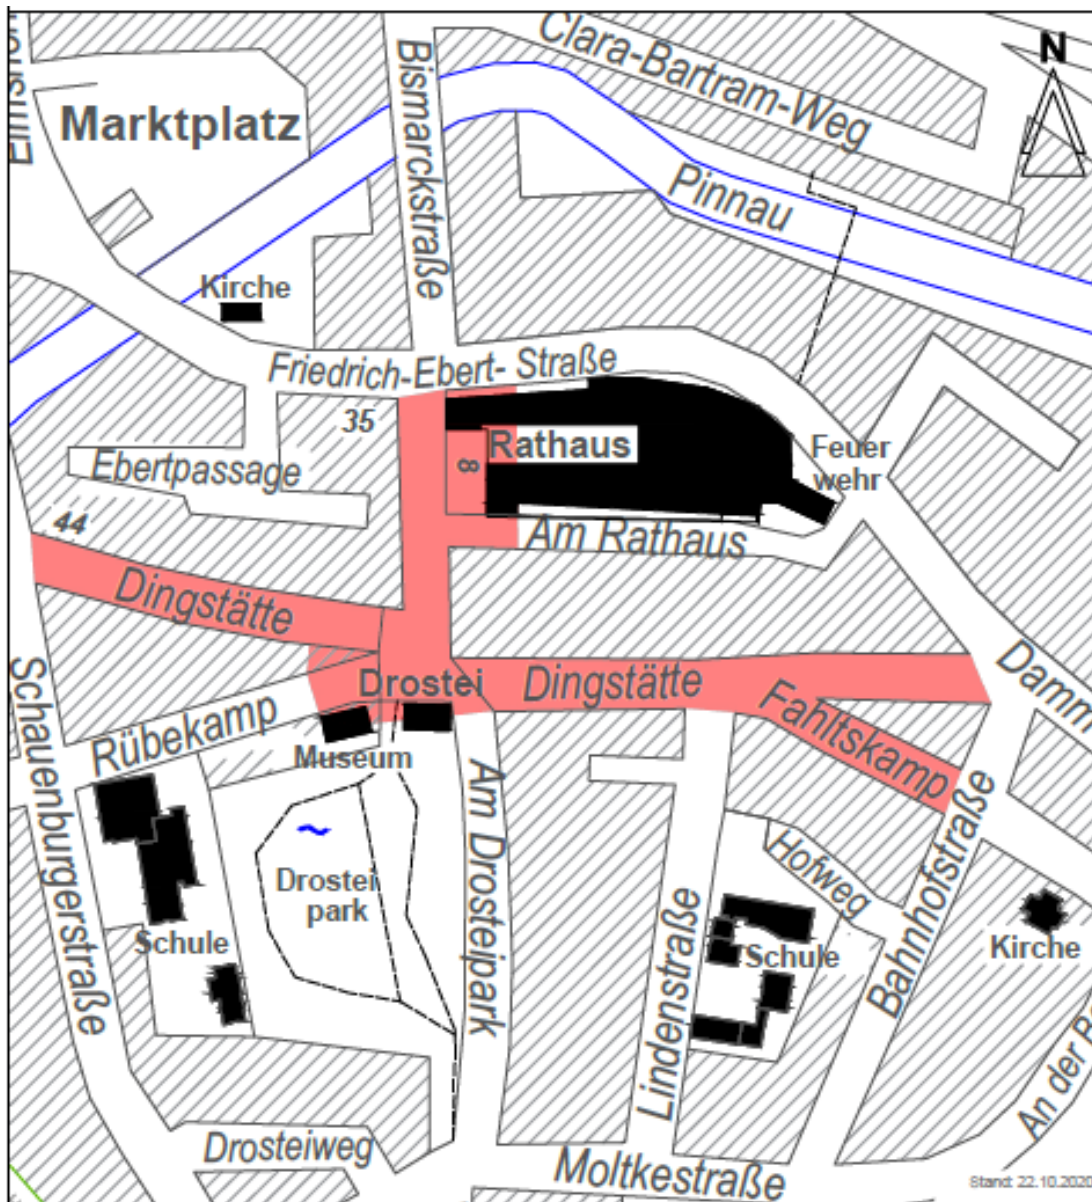 Clara-Bartram-Weg
N
Bismarckstraße
Marktplatz
Pinnau
Kirche
Friedrich-Ebert- Straße
35
Rathaus
Feuer
wehr
8
Ebertpassage
44
Am Rathaus
Dingstätte
Drostei
Dingstätte
Damm
Fahltskamp
Schauenburgerstraße
Rübekamp
Museum
Am Drosteipark
Hofweg
Bahnhofstraße
Drostei
park
Lindenstraße
Schule
Schule
Kirche
An der
Drosteiweg
Moltkestraße
Stand: 22.10.2020